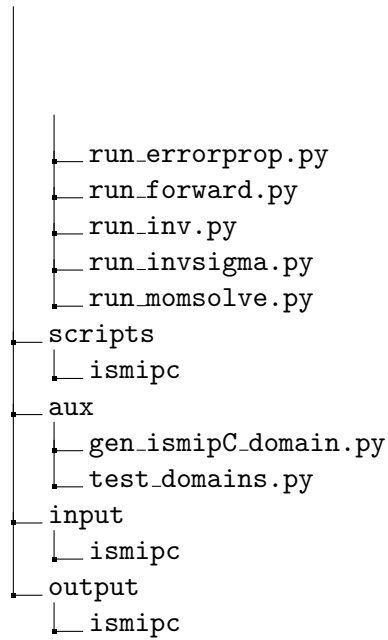 run_errorprop.py
run_forward.py
run_inv.py
run_invsigma.py
run_momsolve.py
scripts
ismipc
aux
gen_ismipC_domain.py
test_domains.py
input
ismipc
output
ismipc